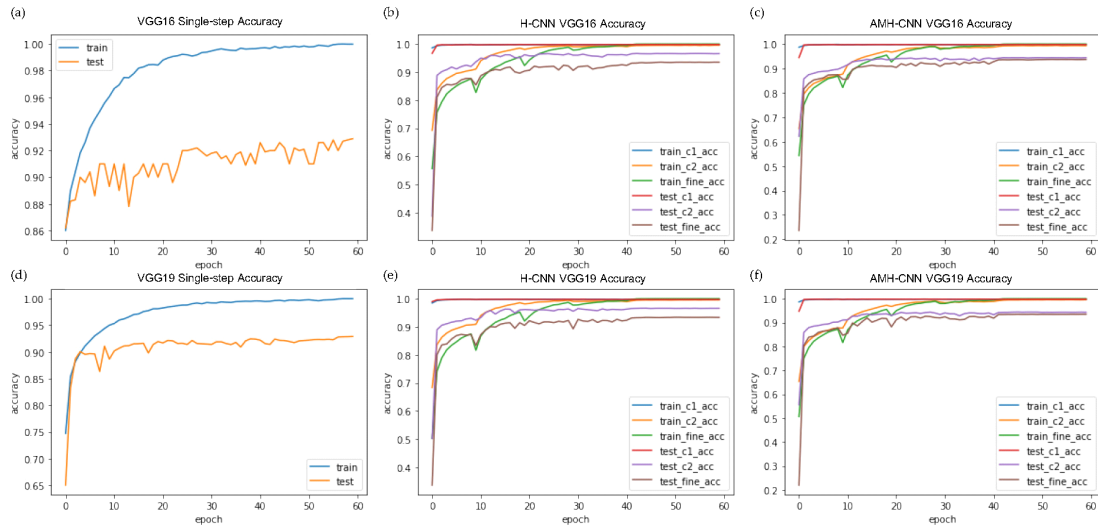 (a)
VGG16 Single-step Accuracy
1.00
0.98
0.96
0.94
0.92
0.90
0.88
0.86
accuracy
train
test
0
10
20
30
40
50
60
epoch
(b)
H-CNN VGG16 Accuracy
1.0
0.9
0.8
0.7
0.6
0.5
0.4
accuracy
train_c1_acc
train_c2_acc
train_fine_acc
test_c1_acc
test_c2_acc
test_fine_acc
0
10
20
30
40
50
60
epoch
(c)
AMH-CNN VGG16 Accuracy
1.0
0.9
0.8
0.7
0.6
0.5
0.4
0.3
0.2
accuracy
train_c1_acc
train_c2_acc
train_fine_acc
test_c1_acc
test_c2_acc
test_fine_acc
0
10
20
30
40
50
60
epoch
(d)
VGG19 Single-step Accuracy
1.00
0.95
0.90
0.85
0.80
0.75
0.70
0.65
accuracy
train
test
0
10
20
30
40
50
60
epoch
(e)
H-CNN VGG19 Accuracy
1.0
0.9
0.8
0.7
0.6
0.5
0.4
accuracy
train_c1_acc
train_c2_acc
train_fine_acc
test_c1_acc
test_c2_acc
test_fine_acc
0
10
20
30
40
50
60
epoch
(f)
AMH-CNN VGG19 Accuracy
1.0
0.9
0.8
0.7
0.6
0.5
0.4
0.3
0.2
accuracy
train_c1_acc
train_c2_acc
train_fine_acc
test_c1_acc
test_c2_acc
test_fine_acc
0
10
20
30
40
50
60
epoch